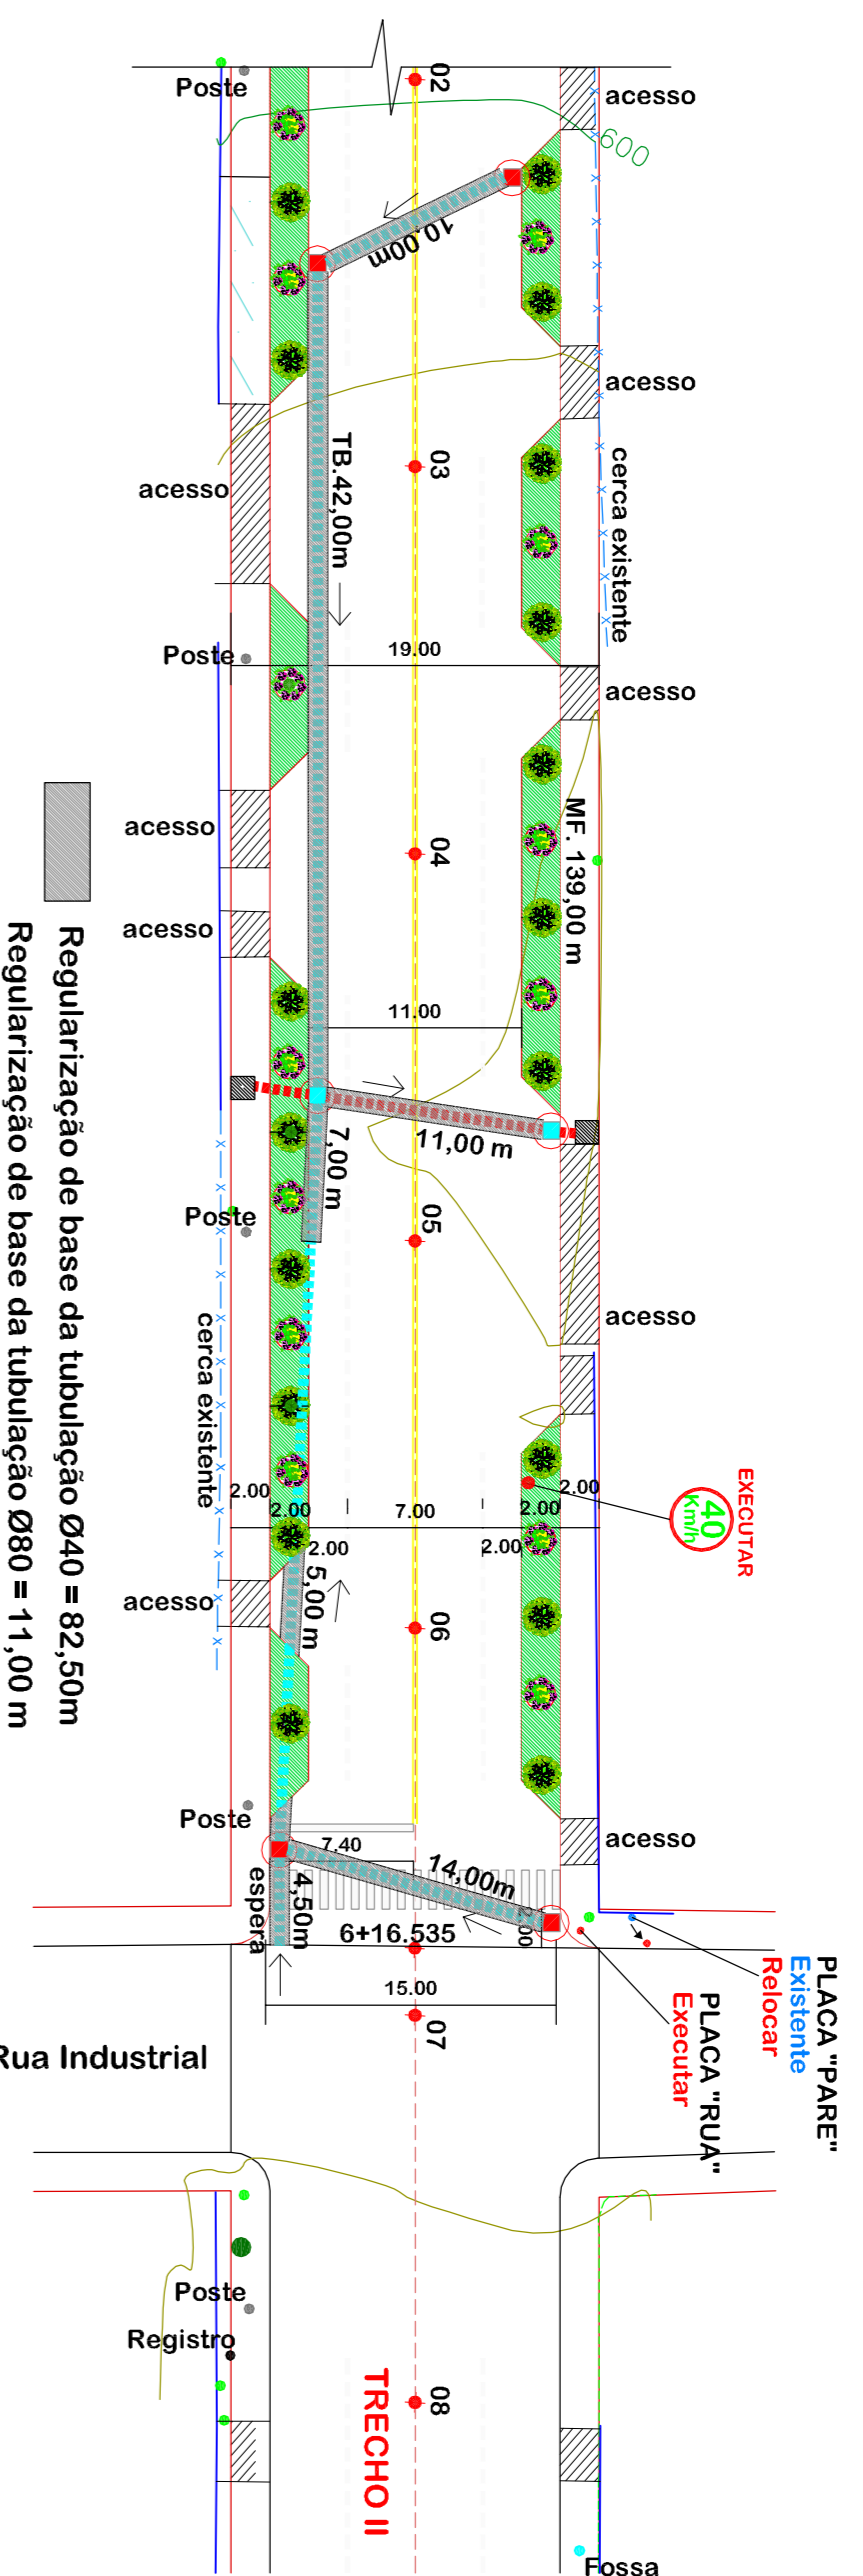 02
Poste
acesso
600
10,00m
acesso
TB.42,00m
03
cerca existente
acesso
Poste
19.00
acesso
MF. 139,00 m
acesso
04
acesso
11.00
11,00 m
7,00 m
05
Poste
acesso
cerca existente
EXECUTAR
40
Km/h
2.00
2.00
7.00
2.00
2.00
2.00
2.00
5,00 m
acesso
06
Regularização de base da tubulação Ø40 = 82,50m
Regularização de base da tubulação Ø80 = 11,00 m
Poste
acesso
7.40
14,00m
4,50m
espera
6+16.535
15.00
07
PLACA "PARE"
Existente
Relocar
PLACA "RUA"
Executar
Rua Industrial
Poste
Registro
08
TRECHO II
Fossa